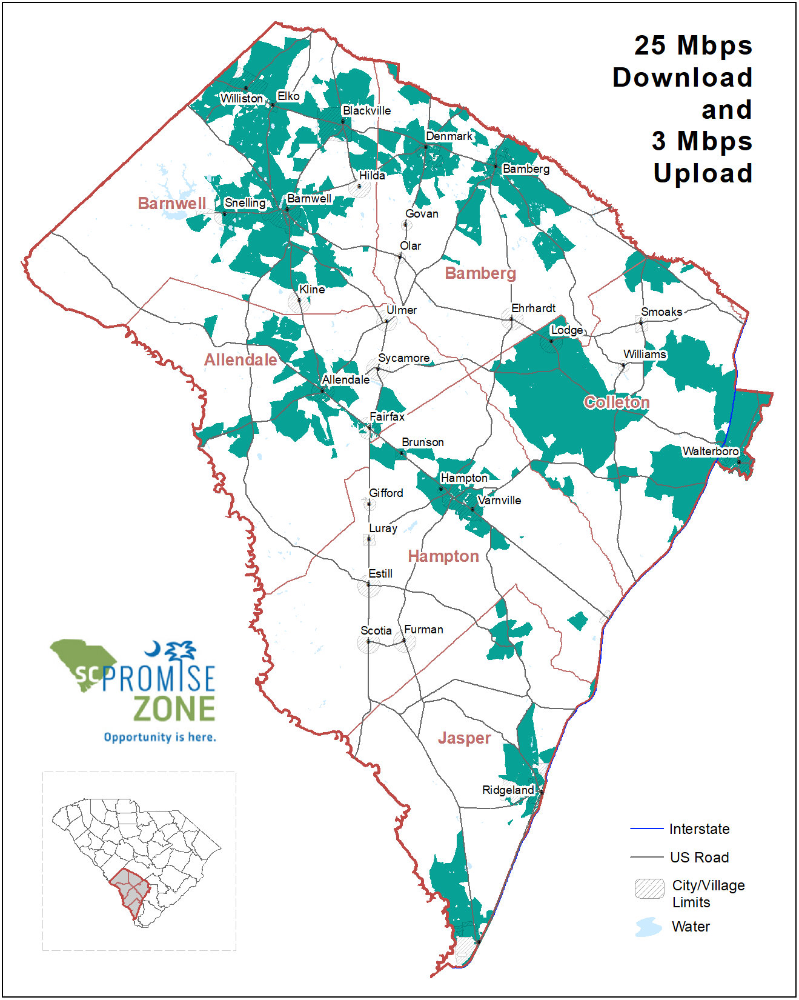 25 Mbps
Download
and
3 Mbps
Upload
Williston
Elko
Blackville
Denmark
Bamberg
Hilda
Barnwell
Snelling
Barnwell
Govan
Olar
Bamberg
Kline
Ulmer
Ehrhardt
Smoaks
Lodge
Allendale
Sycamore
Williams
Allendale
Colleton
Fairfax
Brunson
Walterboro
Hampton
Gifford
Varnville
Luray
Hampton
Estill
Scotia
Furman
SC PROMISE
ZONE
Opportunity is here.
Jasper
Ridgeland
Interstate
US Road
City/Village
Limits
Water